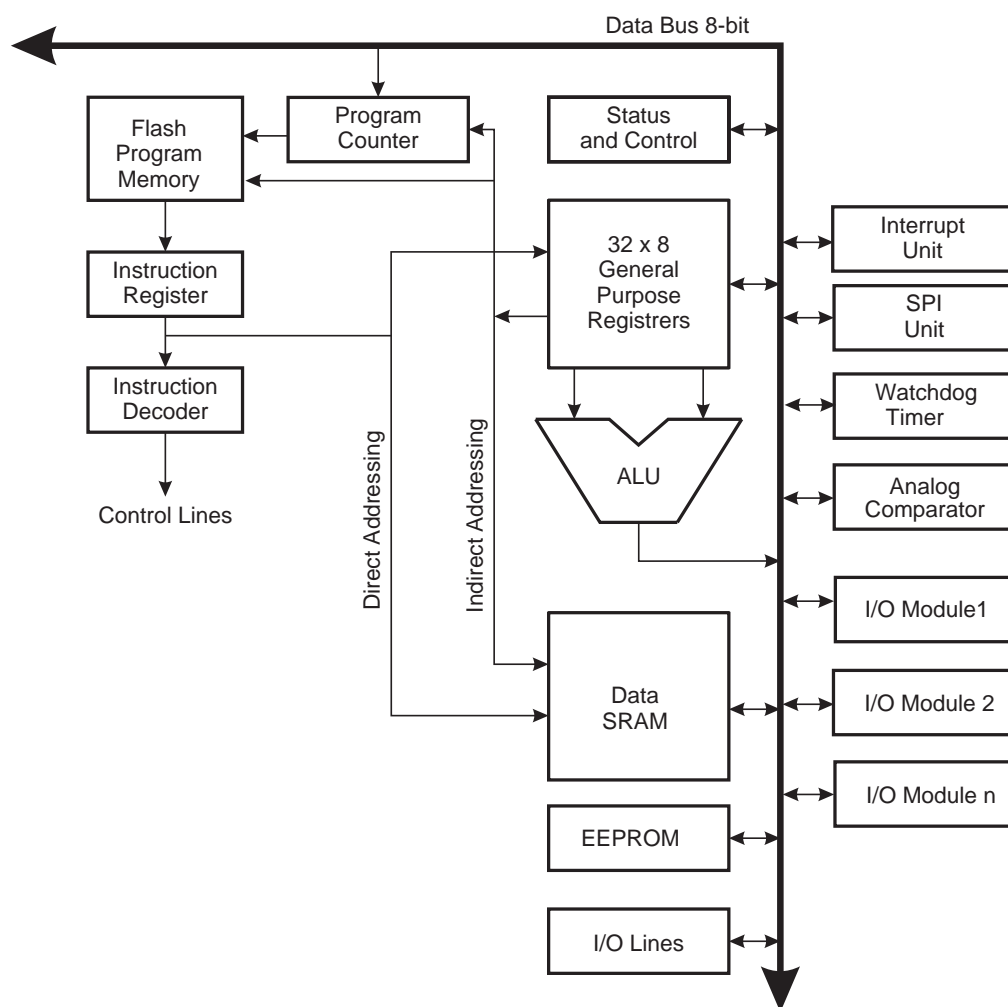 Data Bus 8-bit
Flash
Program
Memory
Program
Counter
Status
and Control
Instruction
Register
32 x 8
General
Purpose
Registrers
Interrupt
Unit
SPI
Unit
Instruction
Decoder
Watchdog
Timer
Control Lines
Direct Addressing
Indirect Addressing
ALU
Analog
Comparator
I/O Module1
Data
SRAM
I/O Module 2
I/O Module n
EEPROM
I/O Lines